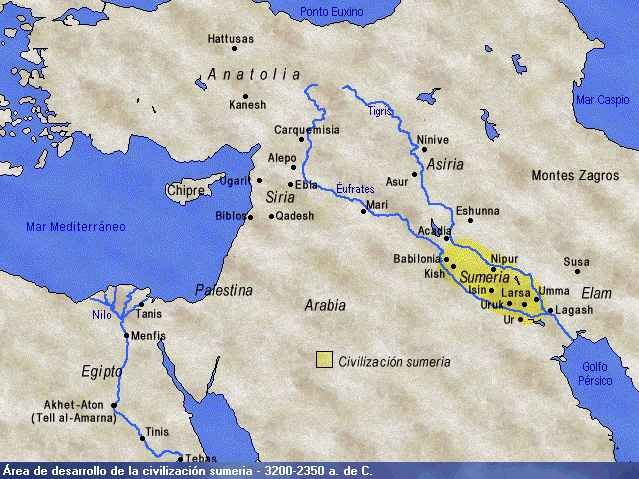 Ponto Euxino
Hattusas
Anatolia
Kanesh
Mar Caspio
Tigris
Carquemisia
Ninive
Asiria
Alepo
Montes Zagros
Chipre
Ugarit
Ebla
Asur
Siria
Éufrates
Mari
Biblos
Qadesh
Eshunna
Mar Mediterráneo
Acadia
Babilonia
Nipur
Kish
Sumeria
Susa
Palestina
Isin
Larsa
Umma
Elam
Arabia
Uruk
Lagash
Nilo
Tanis
Ur
Menfis
Civilización sumeria
Golfo
Pérsico
Egipto
Akhet-Aton
(Tell al-Amarna)
Tinis
Tebas
Área de desarrollo de la civilización sumeria - 3200-2350 a. de C.